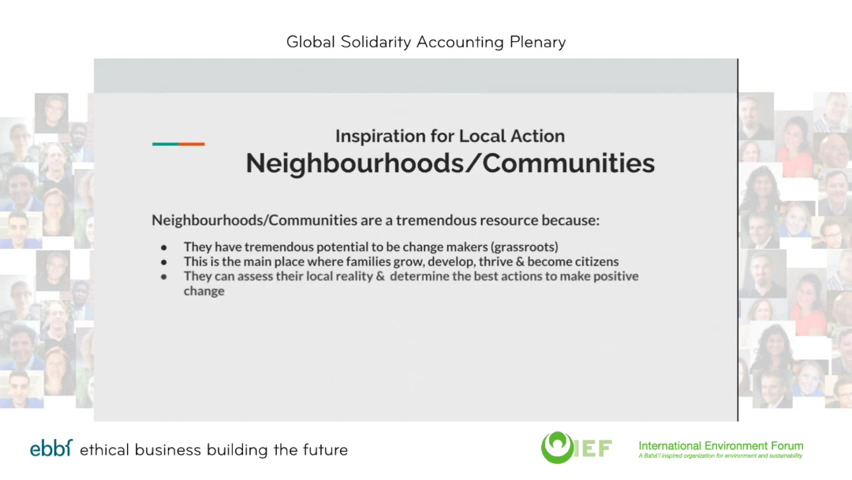 Global Solidarity Accounting Plenary
Inspiration for Local Action
Neighbourhoods/Communities
Neighbourhoods/Communities are a tremendous resource because:
● They have tremendous potential to be change makers (grassroots)
● This is the main place where families grow, develop, thrive & become citizens
● They can assess their local reality & determine the best actions to make positive
change
ebbf ethical business building the future
IEF International Environment Forum
A Bahá'í inspired organization for environment and sustainability